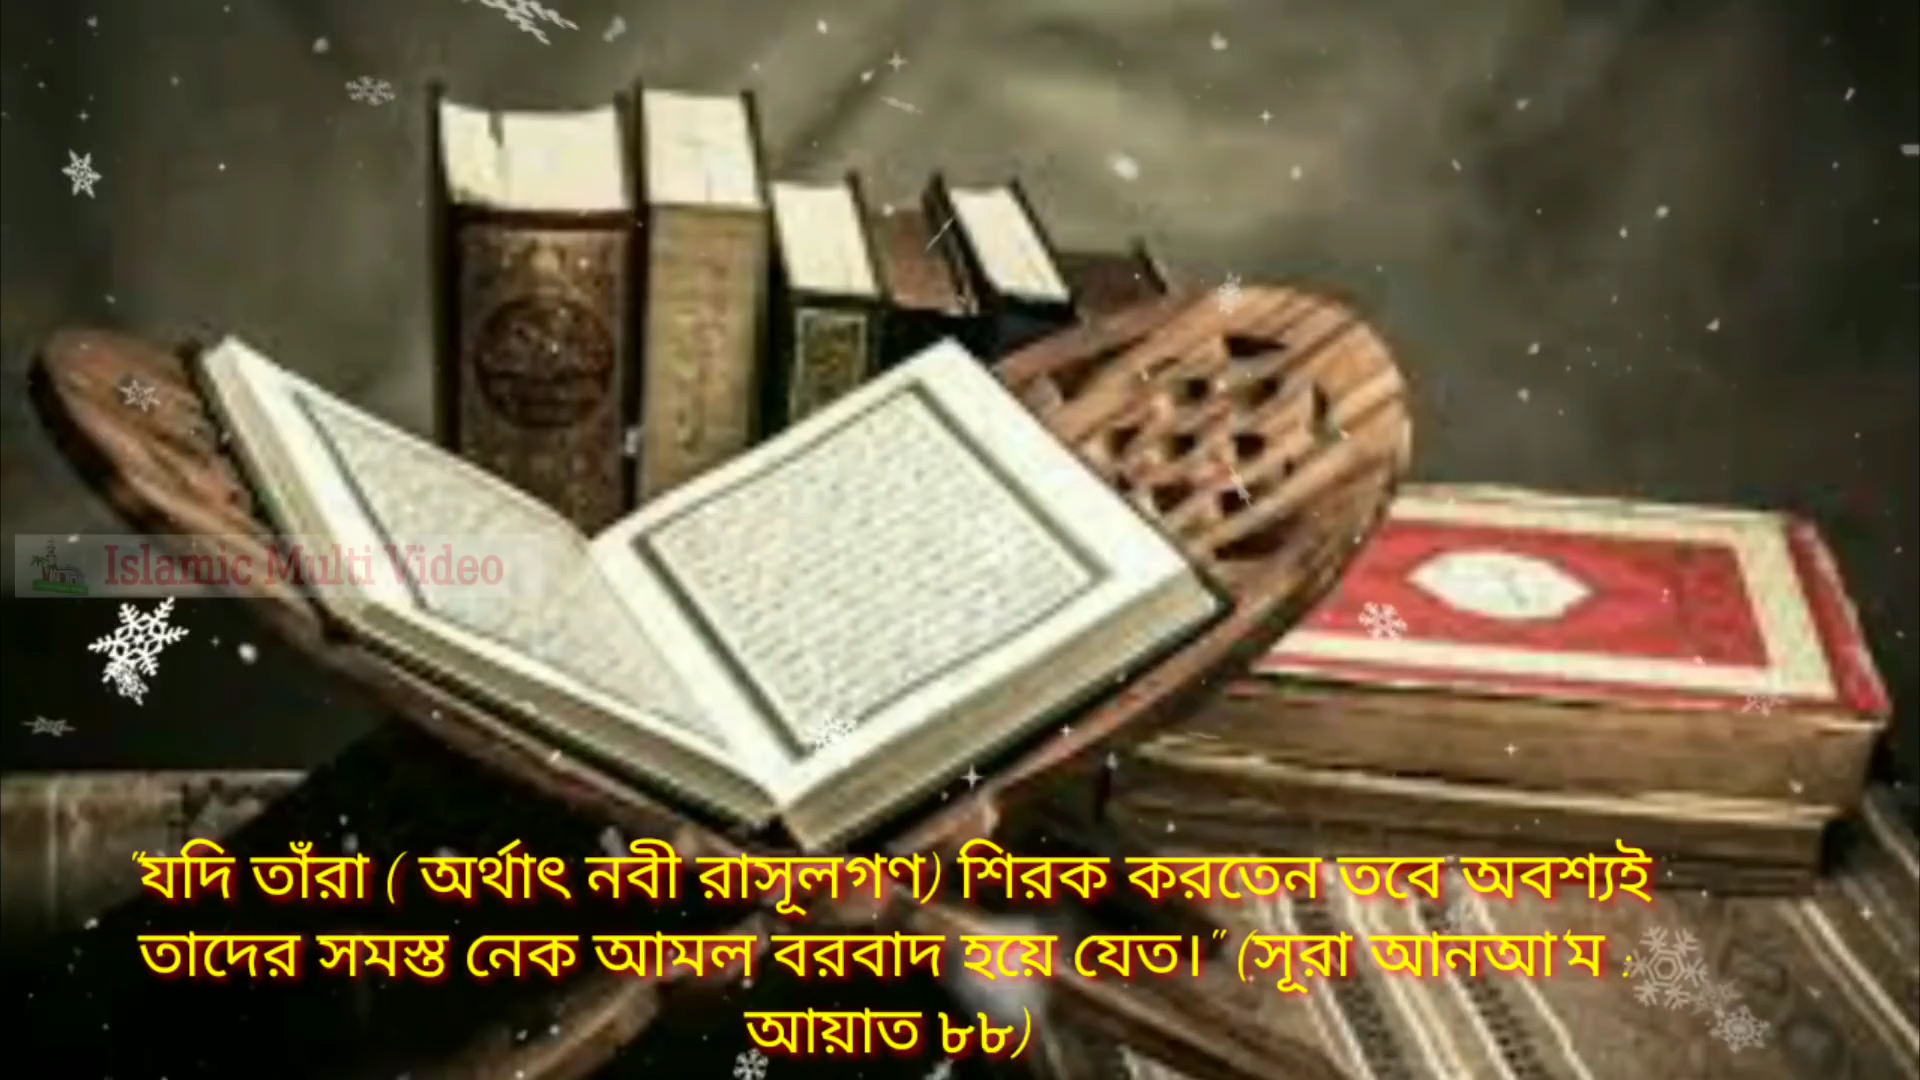 Islamic Multi Video
"যদি তাঁরা ( অর্থাৎ নবী রাসূলগণ) শিরক করতেন তবে অবশ্যই
তাদের সমস্ত নেক আমল বরবাদ হয়ে যেত।" (সূরা আনআ'ম :
আয়াত ৮৮)